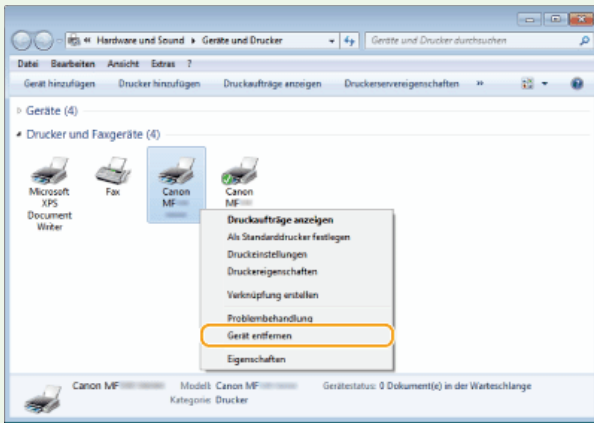 Hardware und Sound ▸ Geräte und Drucker
Geräte und Drucker durchsuchen
Datei Bearbeiten Ansicht Extras ?
Gerät hinzufügen Drucker hinzufügen Druckaufträge anzeigen Druckerservereigenschaften »
Geräte (4)
Drucker und Faxgeräte (4)
Microsoft XPS Document Writer
Fax
Canon MF
Canon MF
Druckaufträge anzeigen
Als Standarddrucker festlegen
Druckeinstellungen
Druckereigenschaften
Verknüpfung erstellen
Problembehandlung
Gerät entfernen
Eigenschaften
Canon MF Modell: Canon MF Gerätestatus: 0 Dokument(e) in der Warteschlange
Kategorie: Drucker